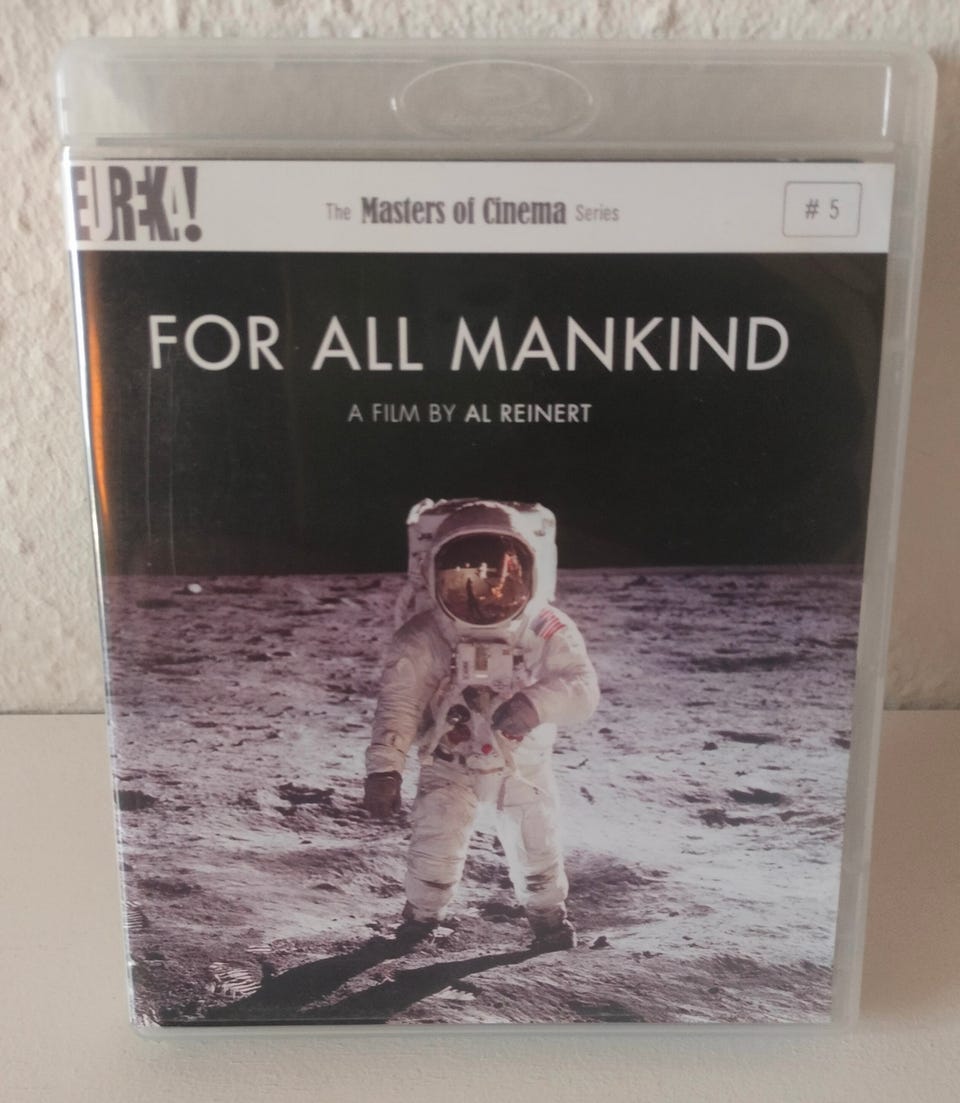 EUREKA!
The Masters of Cinema Series
# 5
FOR ALL MANKIND
A FILM BY AL REINERT